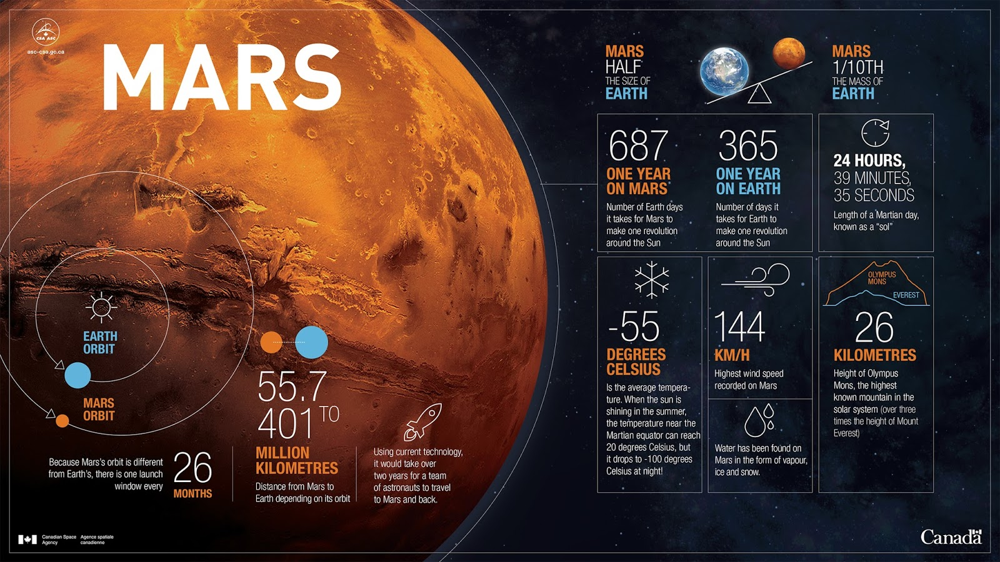 CSA ASC
asc-csa.gc.ca
MARS
EARTH
ORBIT
MARS
ORBIT
Because Mars's orbit is different
from Earth's, there is one launch
window every
26
MONTHS
55.7
TO
401
MILLION
KILOMETRES
Distance from Mars to
Earth depending on its orbit
Using current technology,
it would take over
two years for a team
of astronauts to travel
to Mars and back.
MARS
HALF
THE SIZE OF
EARTH
MARS
1/10TH
THE MASS OF
EARTH
687
ONE YEAR
ON MARS
Number of Earth days
it takes for Mars to
make one revolution
around the Sun
365
ONE YEAR
ON EARTH
Number of days it
takes for Earth to
make one revolution
around the Sun
24 HOURS,
39 MINUTES,
35 SECONDS
Length of a Martian day,
known as a “sol”
-55
DEGREES
CELSIUS
Is the average tempera-
ture. When the sun is
shining in the summer,
the temperature near the
Martian equator can reach
20 degrees Celsius, but
it drops to -100 degrees
Celsius at night!
144
KM/H
Highest wind speed
recorded on Mars
Water has been found on
Mars in the form of vapour,
ice and snow.
OLYMPUS
MONS
EVEREST
26
KILOMETRES
Height of Olympus
Mons, the highest
known mountain in the
solar system (over three
times the height of Mount
Everest)
Canadian Space
Agency
Agence spatiale
canadienne
Canada